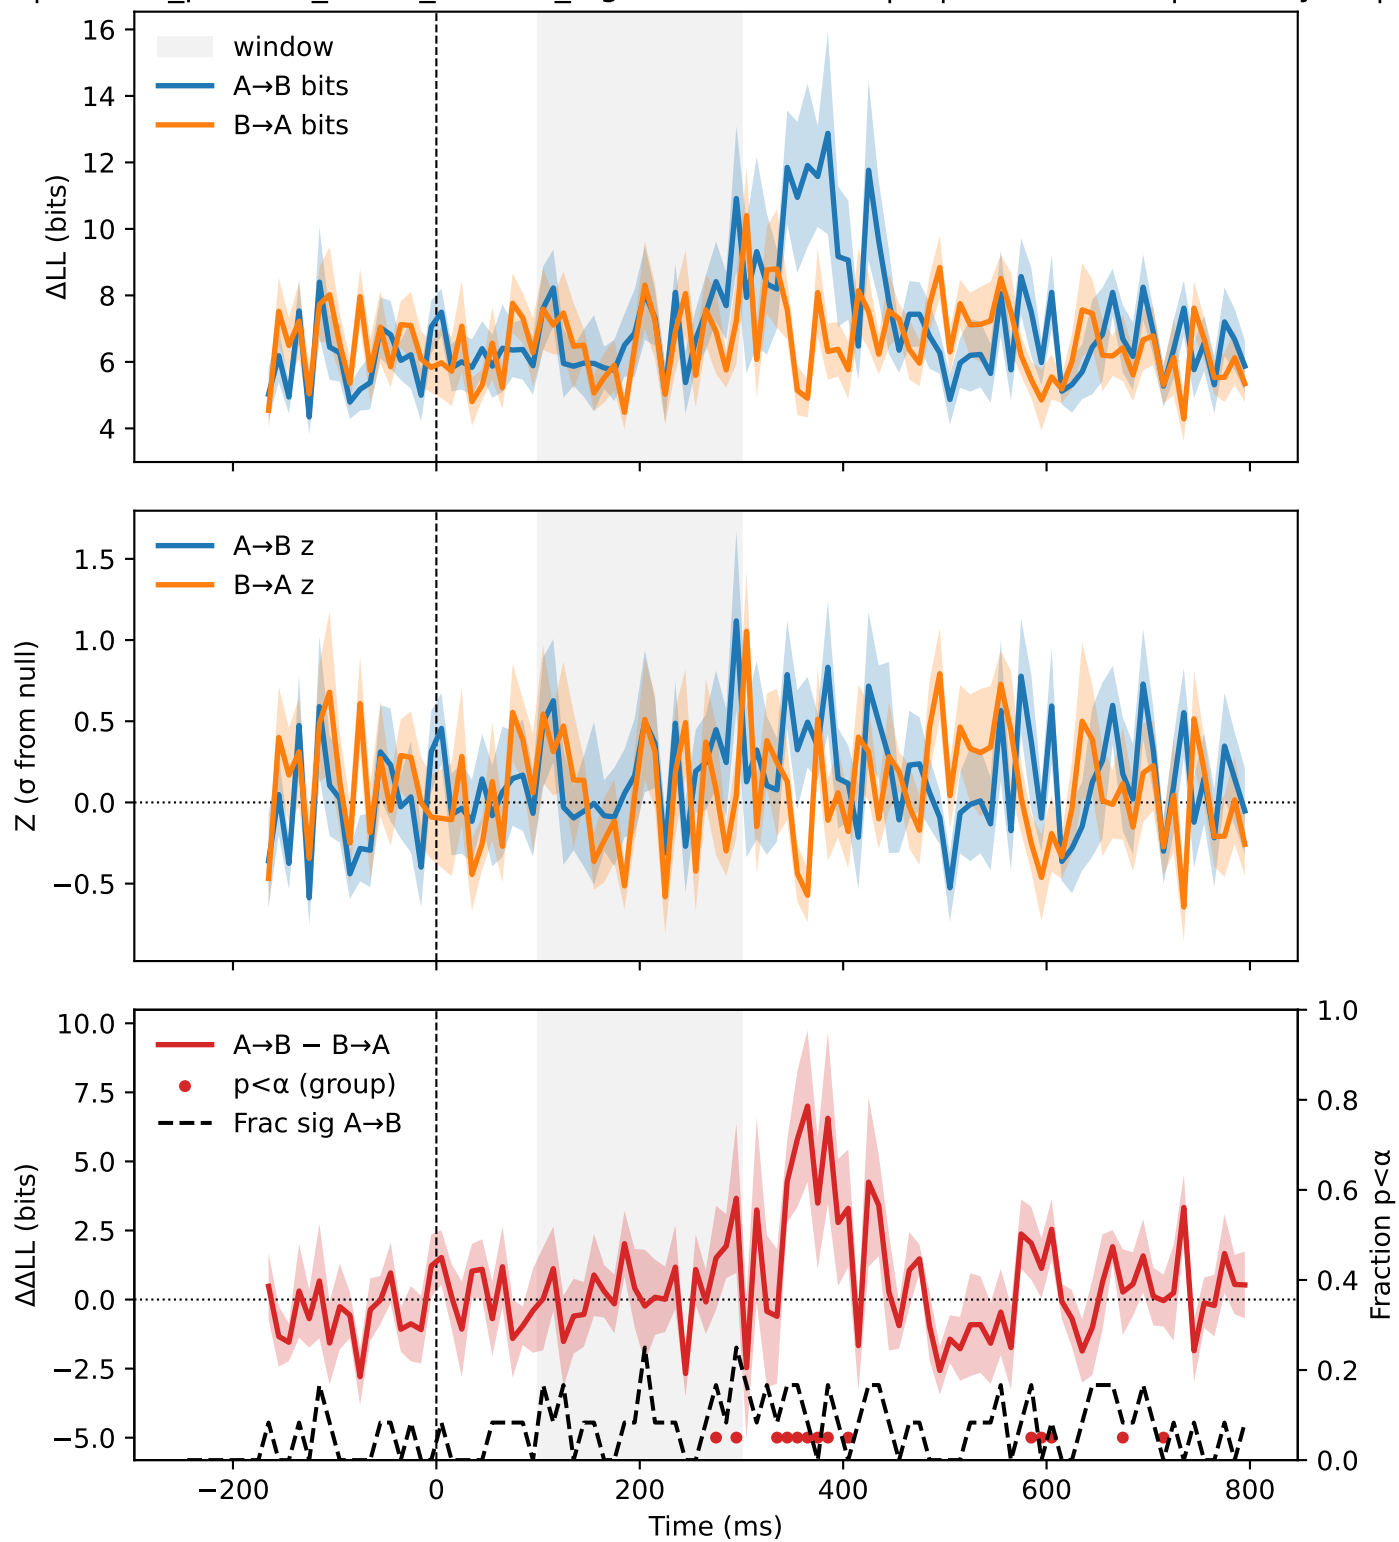 16
14
12
10
8
6
4
ΔLL (bits)
window
A→B bits
B→A bits
1.5
1.0
0.5
0.0
−0.5
Z (σ from null)
A→B z
B→A z
10.0
7.5
5.0
2.5
0.0
−2.5
−5.0
ΔΔLL (bits)
A→B − B→A
p<α (group)
Frac sig A→B
1.0
0.8
0.6
0.4
0.2
0.0
Fraction p<α
−200
0
200
400
600
800
Time (ms)